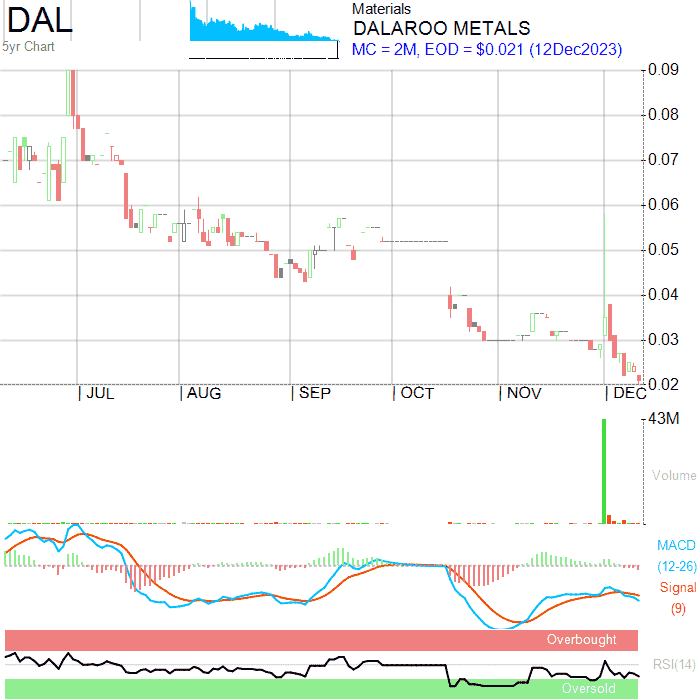 DAL
Materials
DALAROO METALS
5yr Chart
MC = 2M, EOD = $0.021 (12Dec2023)
0.09
0.08
0.07
0.06
0.05
0.04
0.03
0.02
JUL AUG SEP OCT NOV DEC
43M
Volume
MACD
(12-26)
Signal
(9)
Overbought
RSI(14)
Oversold